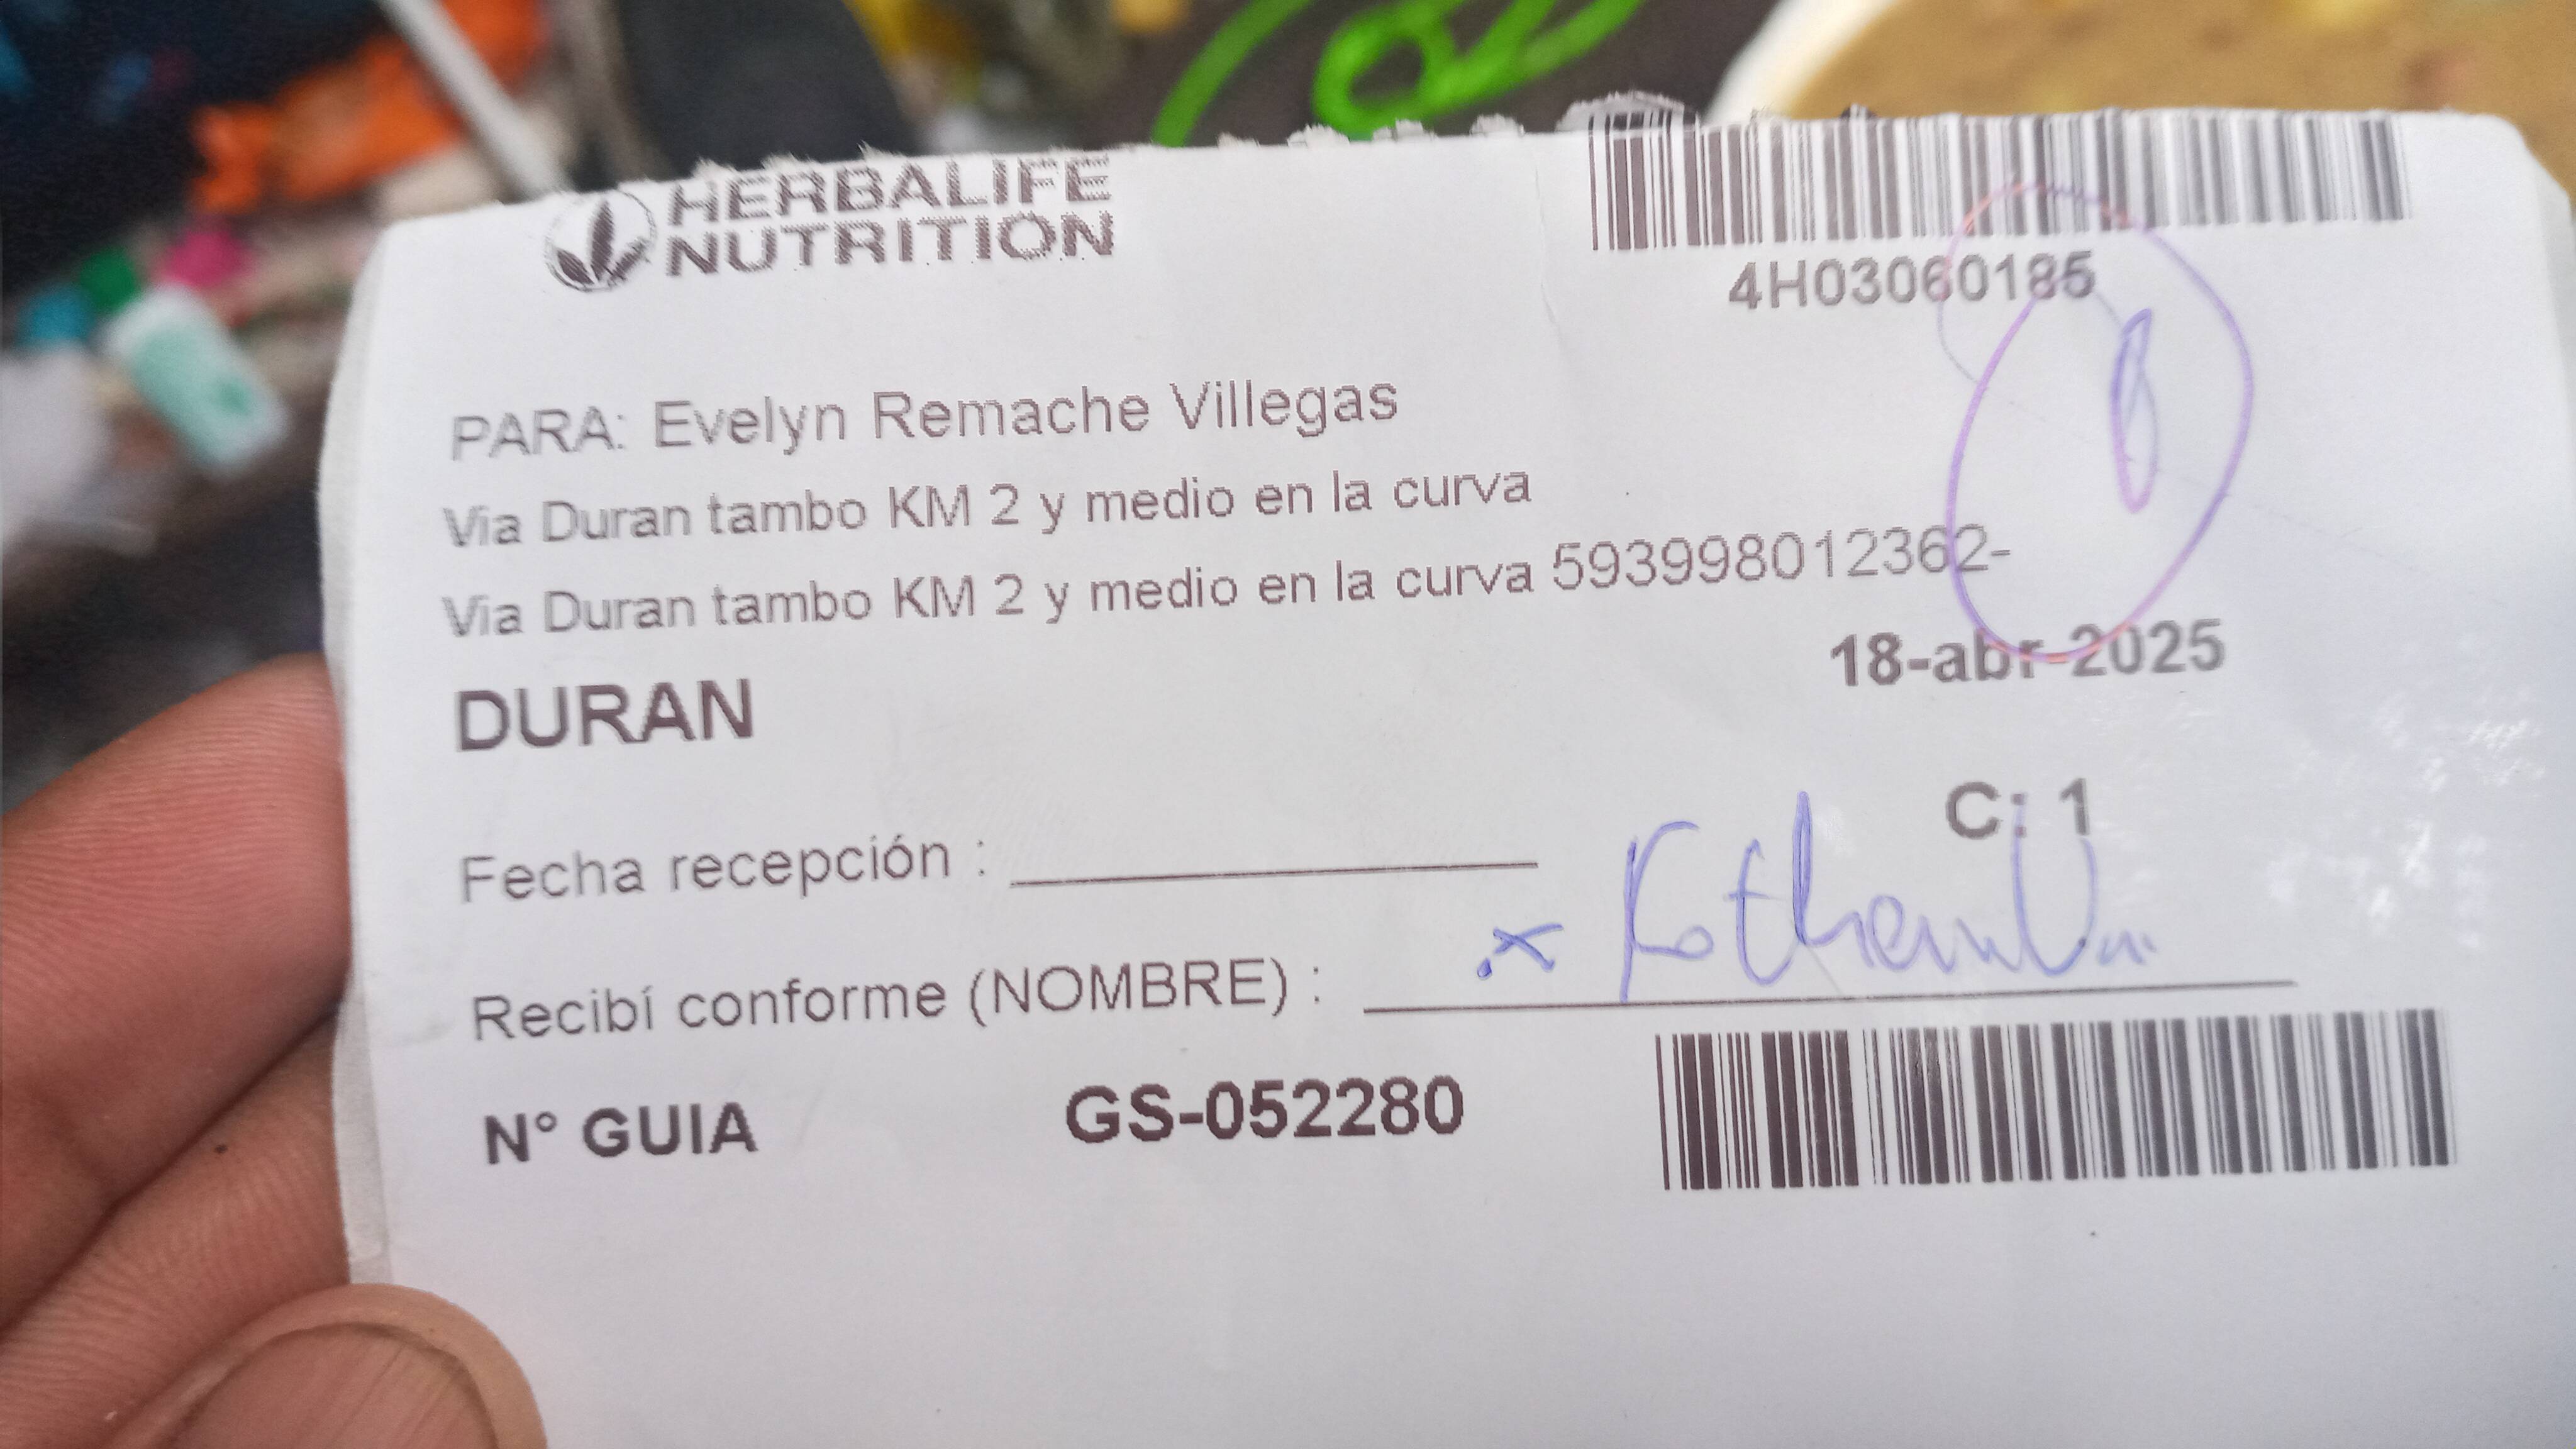 HERBALIFE
NUTRITION
4H03060185
PARA: Evelyn Remache Villegas
Via Duran tambo KM 2 y medio en la curva
Via Duran tambo KM 2 y medio en la curva 593998012362-
18-abr-2025
DURAN
C: 1
Fecha recepción :
Recibí conforme (NOMBRE) : x
N° GUIA GS-052280